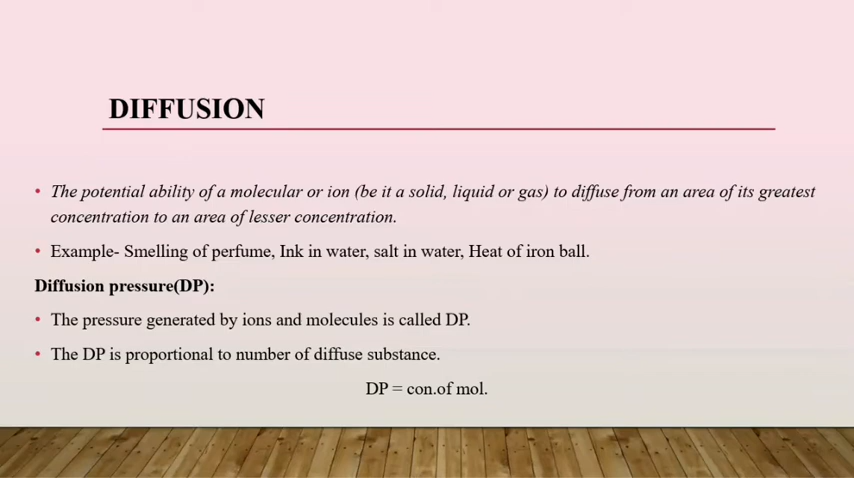 DIFFUSION
• The potential ability of a molecular or ion (be it a solid, liquid or gas) to diffuse from an area of its greatest
concentration to an area of lesser concentration.
• Example- Smelling of perfume, Ink in water, salt in water, Heat of iron ball.
Diffusion pressure(DP):
• The pressure generated by ions and molecules is called DP.
• The DP is proportional to number of diffuse substance.
DP = con.of mol.